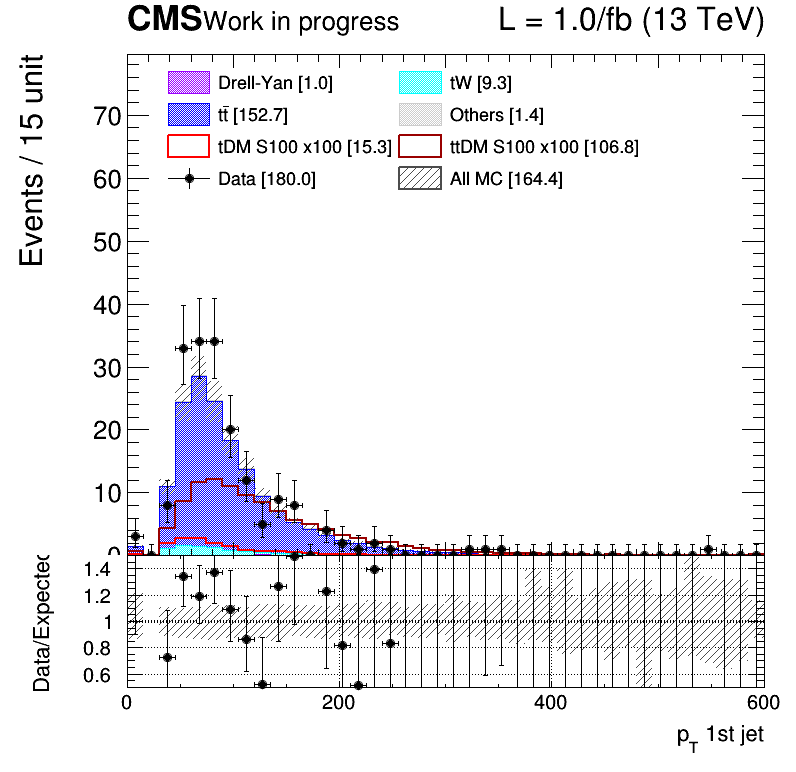 CMS Work in progress L = 1.0/fb (13 TeV)
Events / 15 unit
Drell-Yan [1.0] tW [9.3]
tt̄ [152.7] Others [1.4]
tDM S100 x100 [15.3] ttDM S100 x100 [106.8]
Data [180.0] All MC [164.4]
70
60
50
40
30
20
10
0
Data/Expected
1.4
1.2
1
0.8
0.6
0 200 400 600
p_T 1st jet